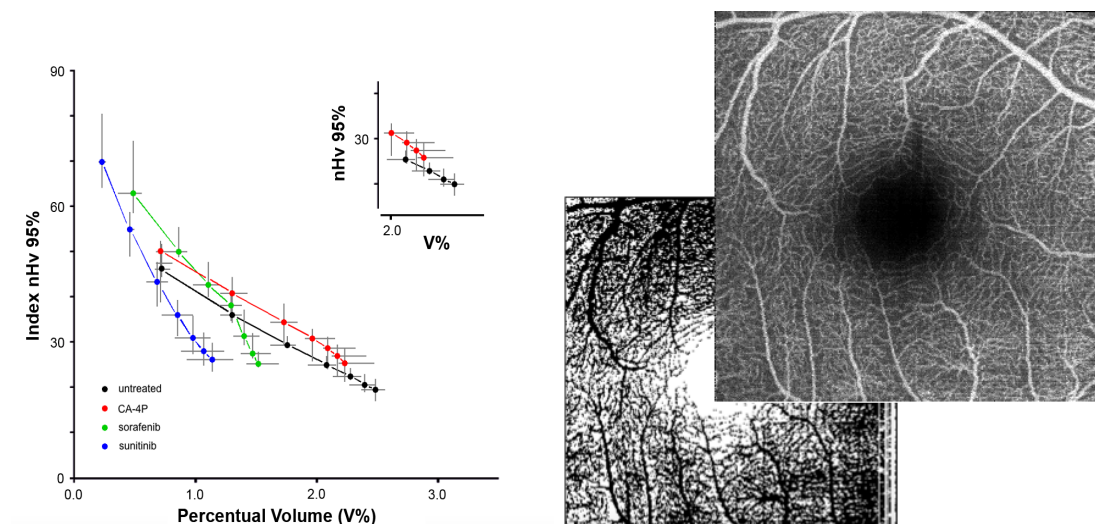 90
60
30
0
0.0
1.0
2.0
3.0
Index nHv 95%
Percentual Volume (V%)
untreated
CA-4P
sorafenib
sunitinib
nHv 95%
30
2.0
V%